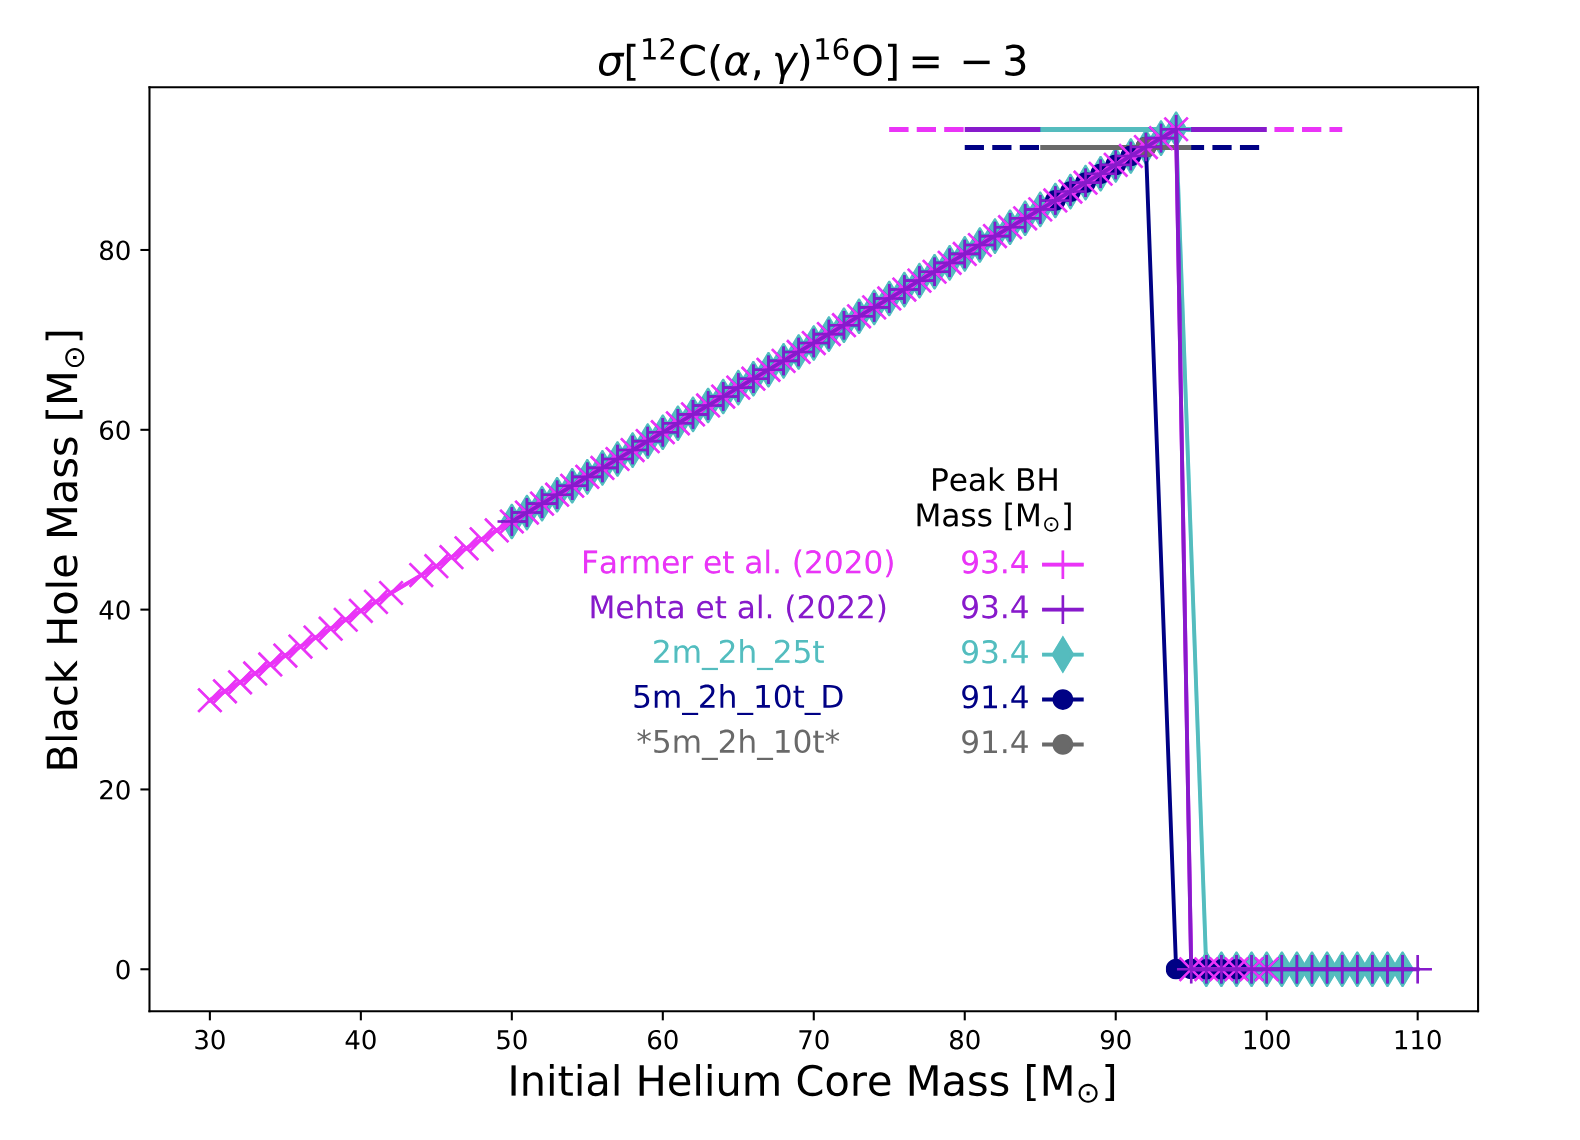 σ[¹²C(α, γ)¹⁶O] = − 3
Black Hole Mass [M☉]
80
60
40
20
0
Peak BH
Mass [M☉]
Farmer et al. (2020) 93.4
Mehta et al. (2022) 93.4
2m_2h_25t 93.4
5m_2h_10t_D 91.4
*5m_2h_10t* 91.4
30 40 50 60 70 80 90 100 110
Initial Helium Core Mass [M☉]